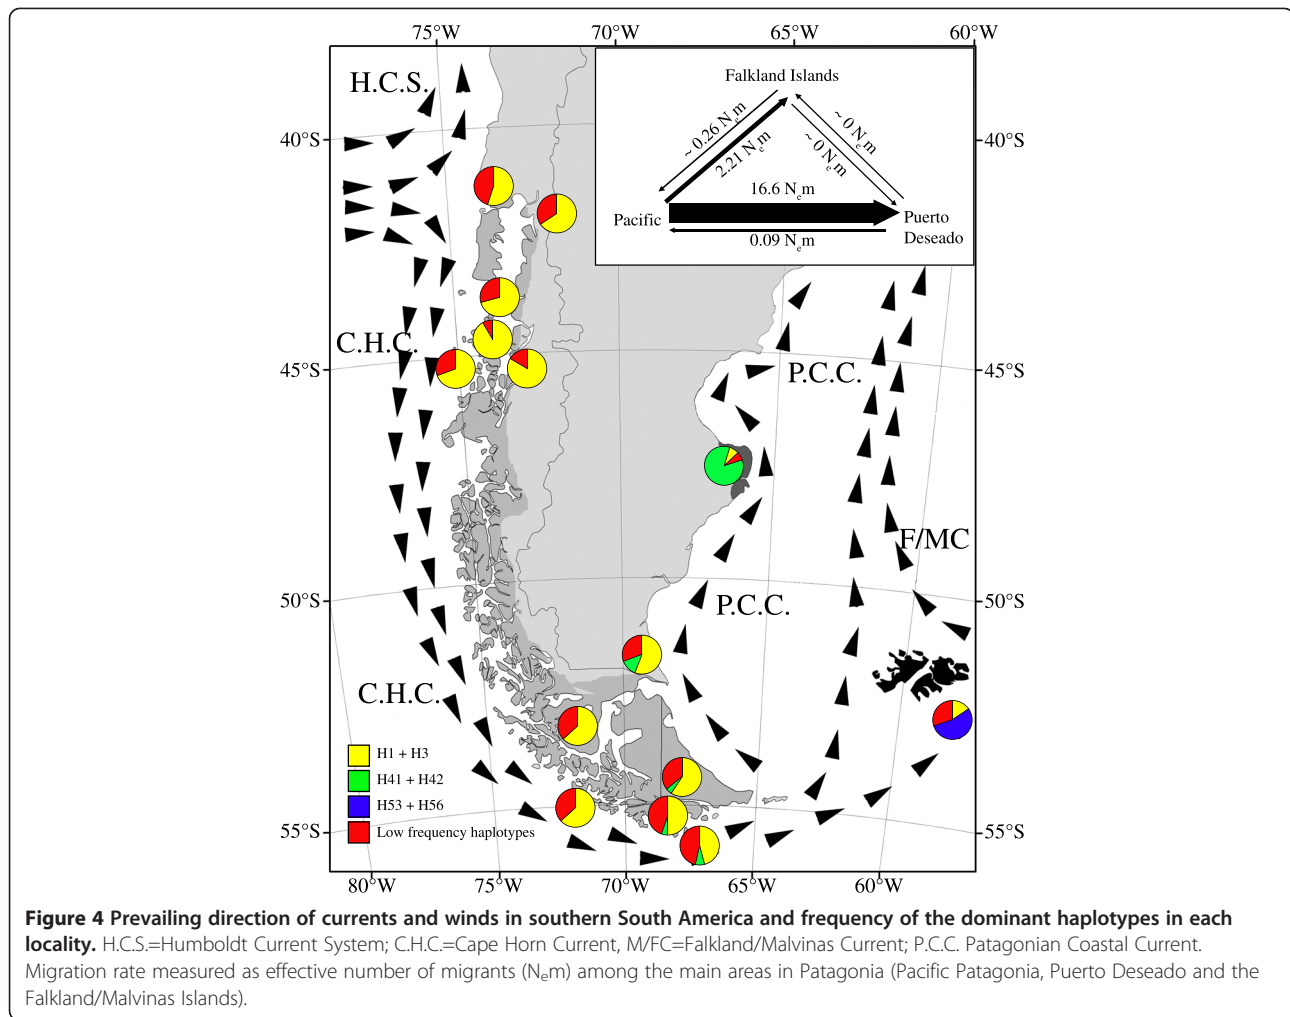 75°W 70°W 65°W 60°W
H.C.S.
Falkland Islands
~ 0.26 Nem
2.21 Nem
~ 0 Nem
~ 0 Nem
16.6 Nem
Pacific
Puerto
Deseado
0.09 Nem
40°S 40°S
C.H.C.
P.C.C.
45°S 45°S
F/MC
50°S 50°S
P.C.C.
C.H.C.
H1 + H3
H41 + H42
H53 + H56
Low frequency haplotypes
55°S 55°S
80°W 75°W 70°W 65°W 60°W
Figure 4 Prevailing direction of currents and winds in southern South America and frequency of the dominant haplotypes in each
locality. H.C.S.=Humboldt Current System; C.H.C.=Cape Horn Current, M/FC=Falkland/Malvinas Current; P.C.C. Patagonian Coastal Current.
Migration rate measured as effective number of migrants (Nem) among the main areas in Patagonia (Pacific Patagonia, Puerto Deseado and the
Falkland/Malvinas Islands).